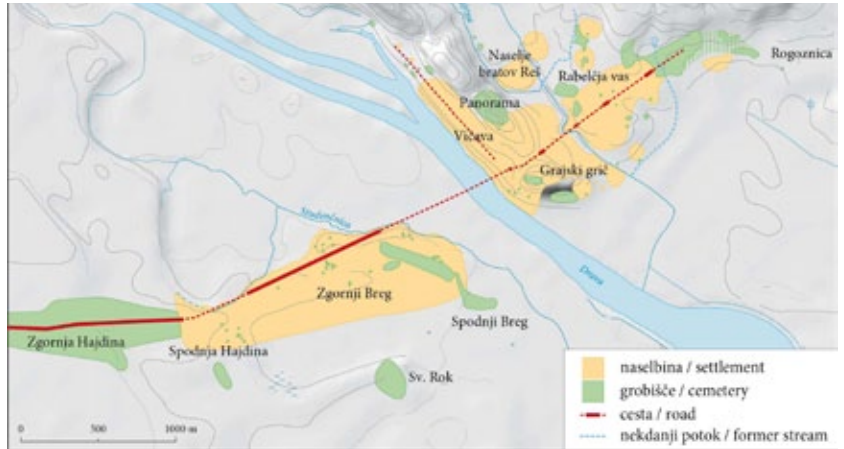 Naselje
bratov Reš
Rabelčja vas
Rogoznica
Panorama
Vičava
Grajski grič
Studenčnica
Drava
Zgornji Breg
Spodnji Breg
Zgornja Hajdina
Spodnja Hajdina
Sv. Rok
naselbina / settlement
grobišče / cemetery
cesta / road
nekdanji potok / former stream
0 500 1000 m